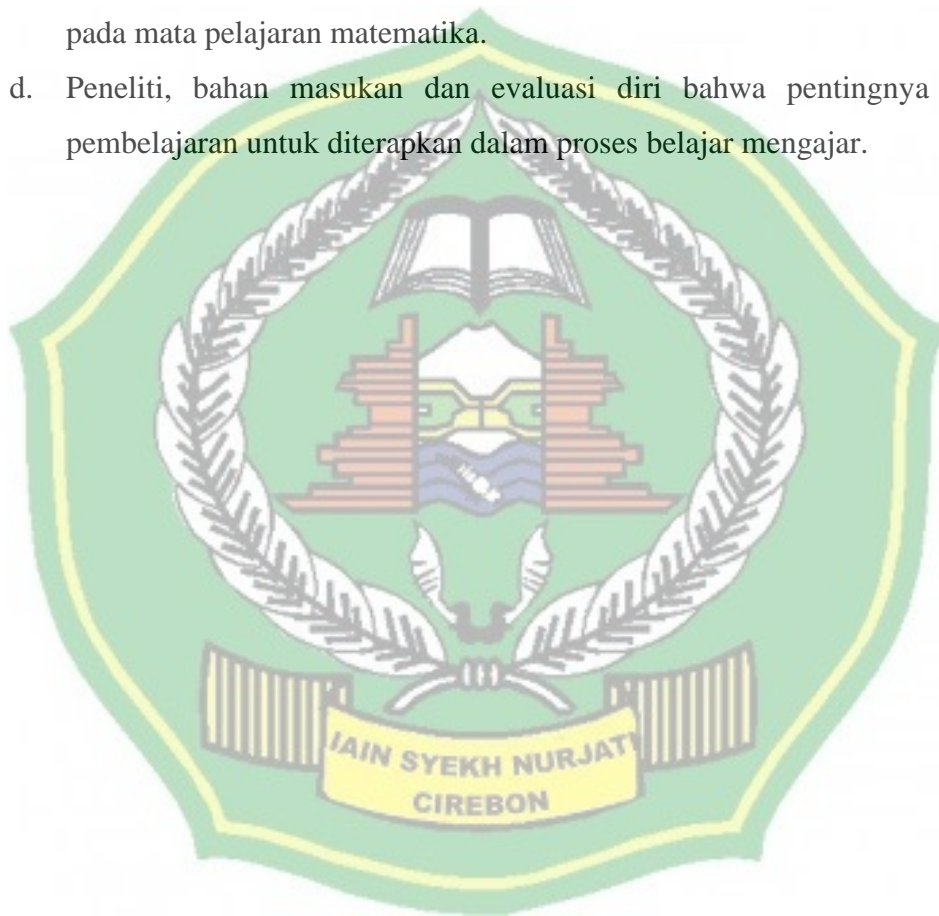 pada mata pelajaran matematika.
d. Peneliti, bahan masukan dan evaluasi diri bahwa pentingnya
pembelajaran untuk diterapkan dalam proses belajar mengajar.
IAIN SYEKH NURJATI
CIREBON